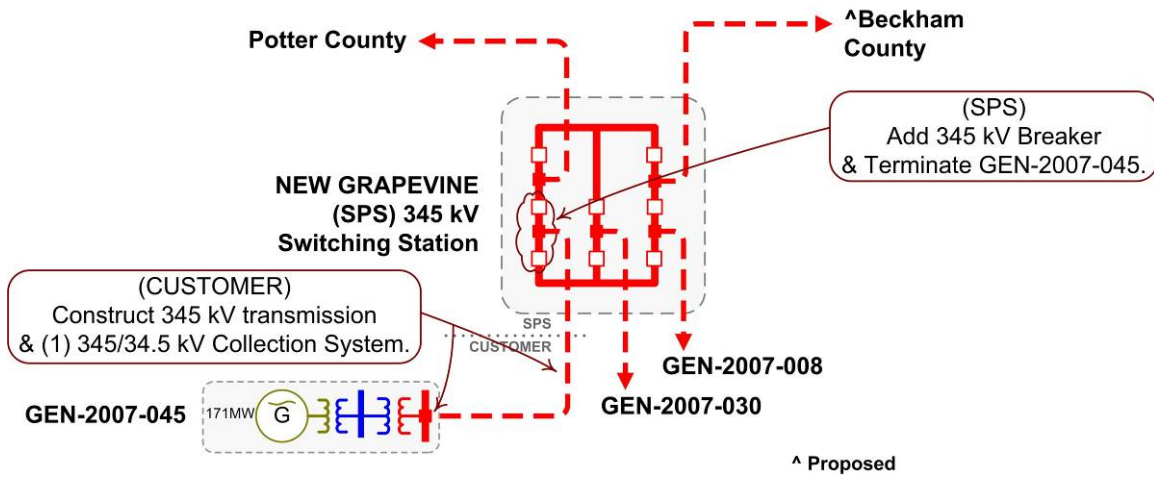 Potter County
^Beckham
County
(SPS)
Add 345 kV Breaker
& Terminate GEN-2007-045.
NEW GRAPEVINE
(SPS) 345 kV
Switching Station
(CUSTOMER)
Construct 345 kV transmission
& (1) 345/34.5 kV Collection System.
SPS
CUSTOMER
GEN-2007-008
GEN-2007-030
GEN-2007-045
171MW
G
^ Proposed